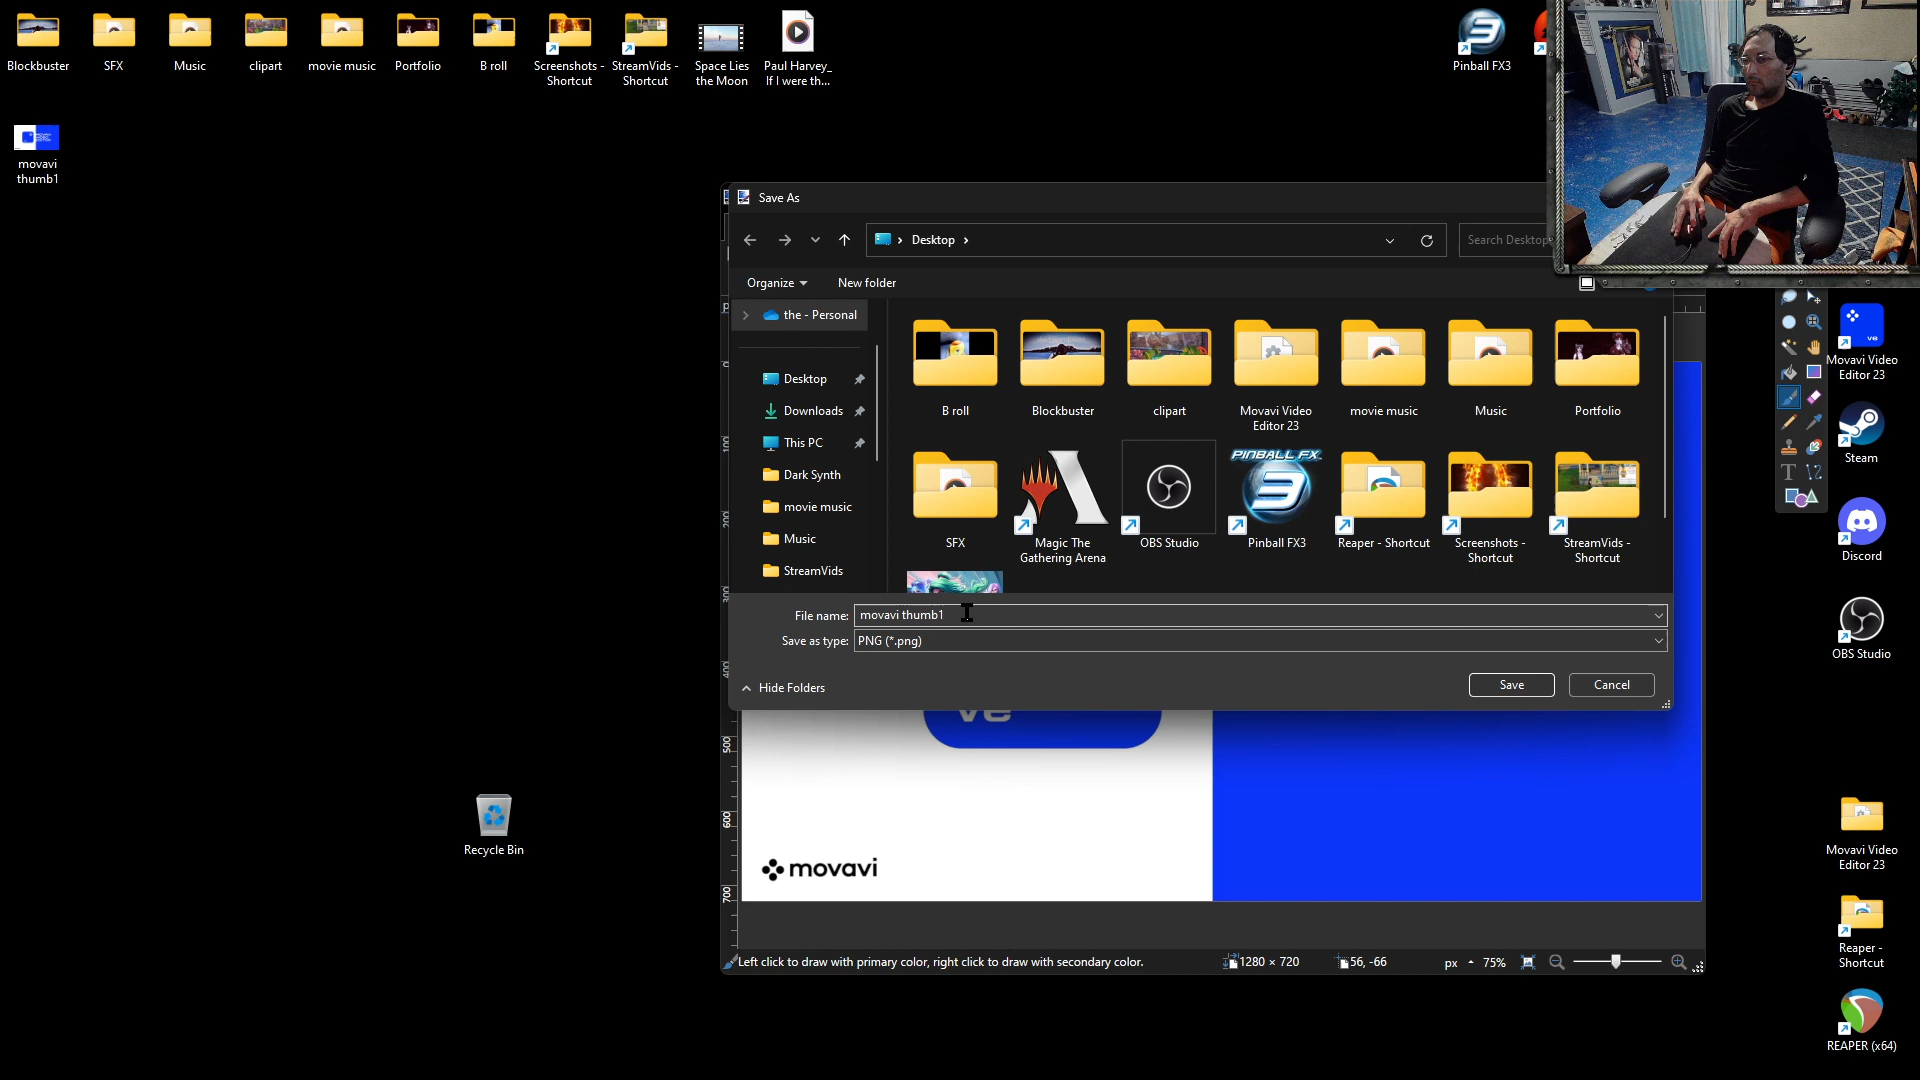 Blockbuster
SFX
Music
clipart
movie music
Portfolio
B roll
Screenshots -
Shortcut
StreamVids -
Shortcut
Space Lies
the Moon
Paul Harvey_
If I were th...
Pinball FX3
movavi
thumb1
Save As
Desktop
Search Desktop
Organize
New folder
the - Personal
Desktop
Downloads
This PC
Dark Synth
movie music
Music
StreamVids
B roll
Blockbuster
clipart
Movavi Video
Editor 23
movie music
Music
Portfolio
PINBALL FX
3
SFX
Magic The
Gathering Arena
OBS Studio
Pinball FX3
Reaper - Shortcut
Screenshots -
Shortcut
StreamVids -
Shortcut
File name: movavi thumb1
Save as type: PNG (*.png)
Hide Folders
Save
Cancel
ve
movavi
500
600
700
Left click to draw with primary color, right click to draw with secondary color.
1280 × 720
56, -66
px
75%
Recycle Bin
Movavi Video
Editor 23
Steam
Discord
OBS Studio
Movavi Video
Editor 23
Reaper -
Shortcut
REAPER (x64)